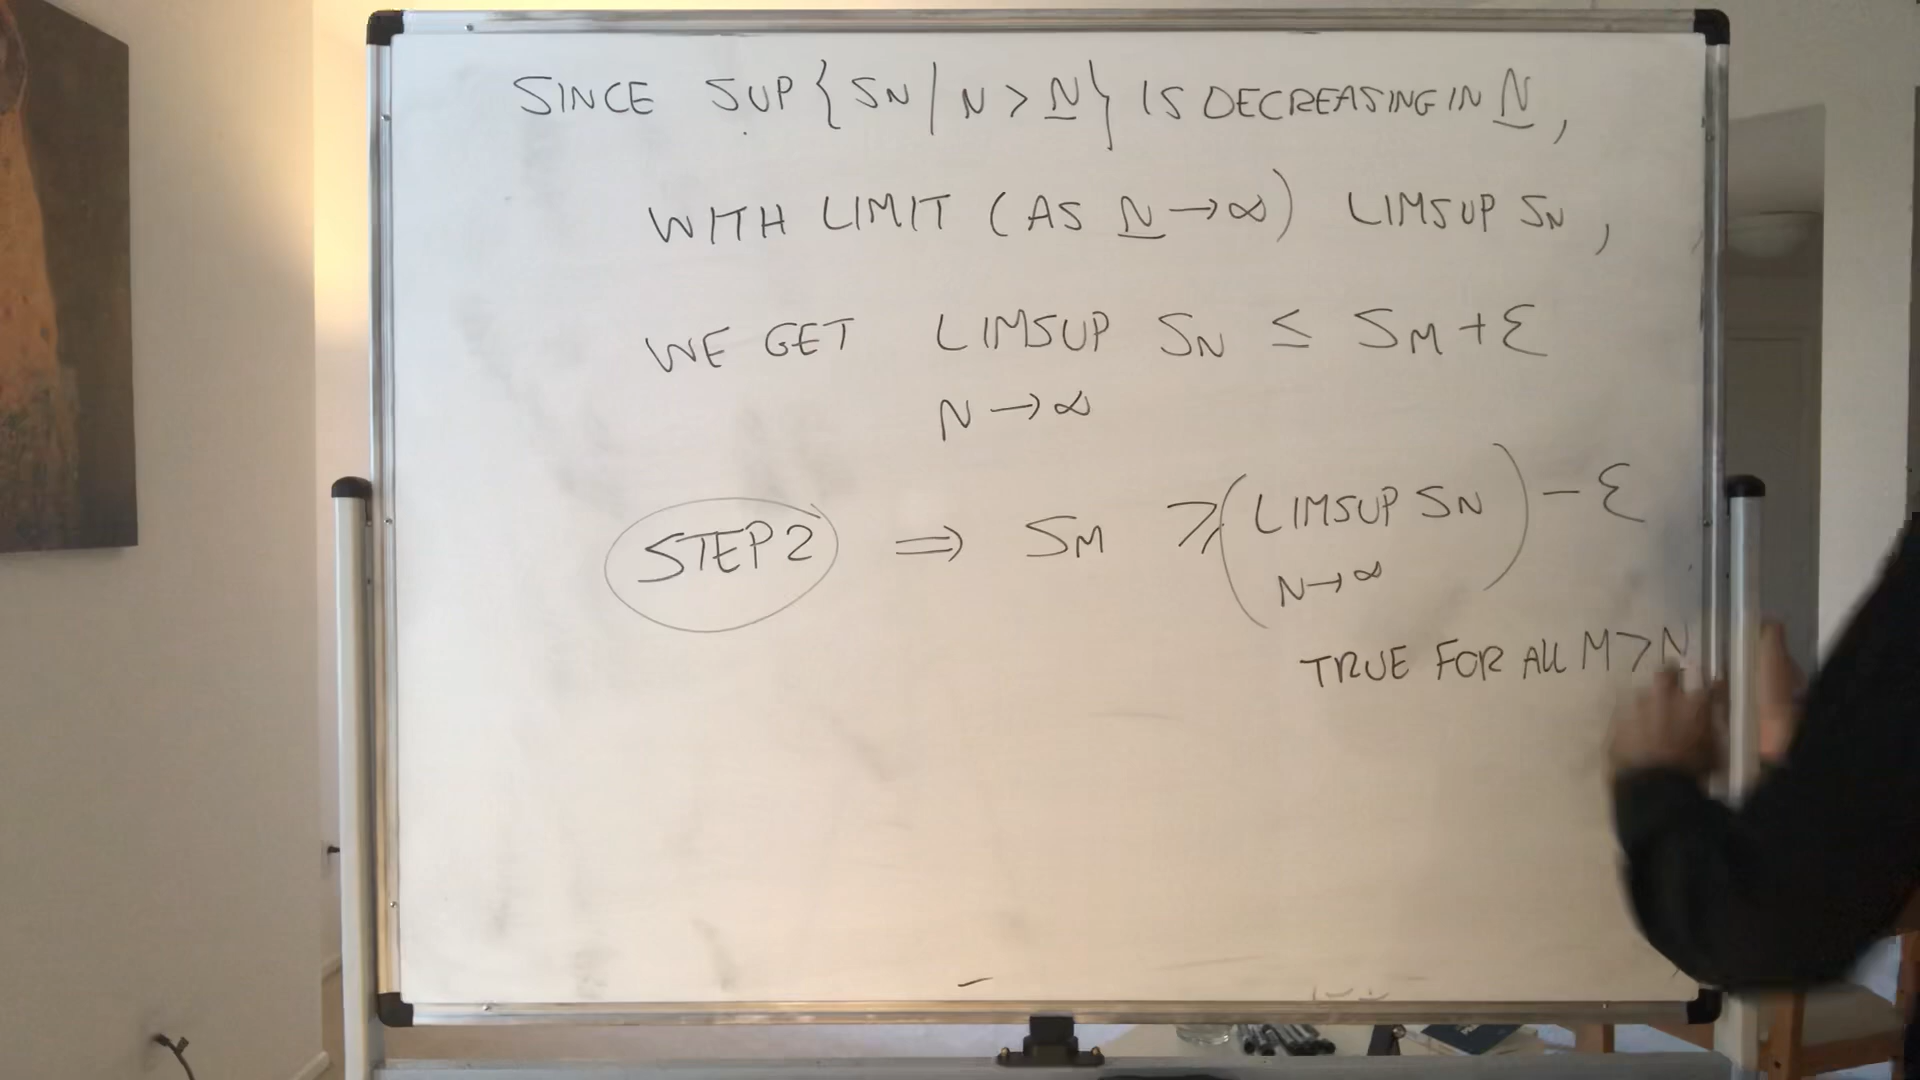 SINCE SUP { SN | N > N } IS DECREASING IN N,
WITH LIMIT (AS N → ∞) LIMSUP SN,
WE GET LIMSUP SN ≤ SM + ε
N → ∞
STEP 2 ⇒ SM ≥ (LIMSUP SN) - ε
N → ∞
TRUE FOR ALL M > N